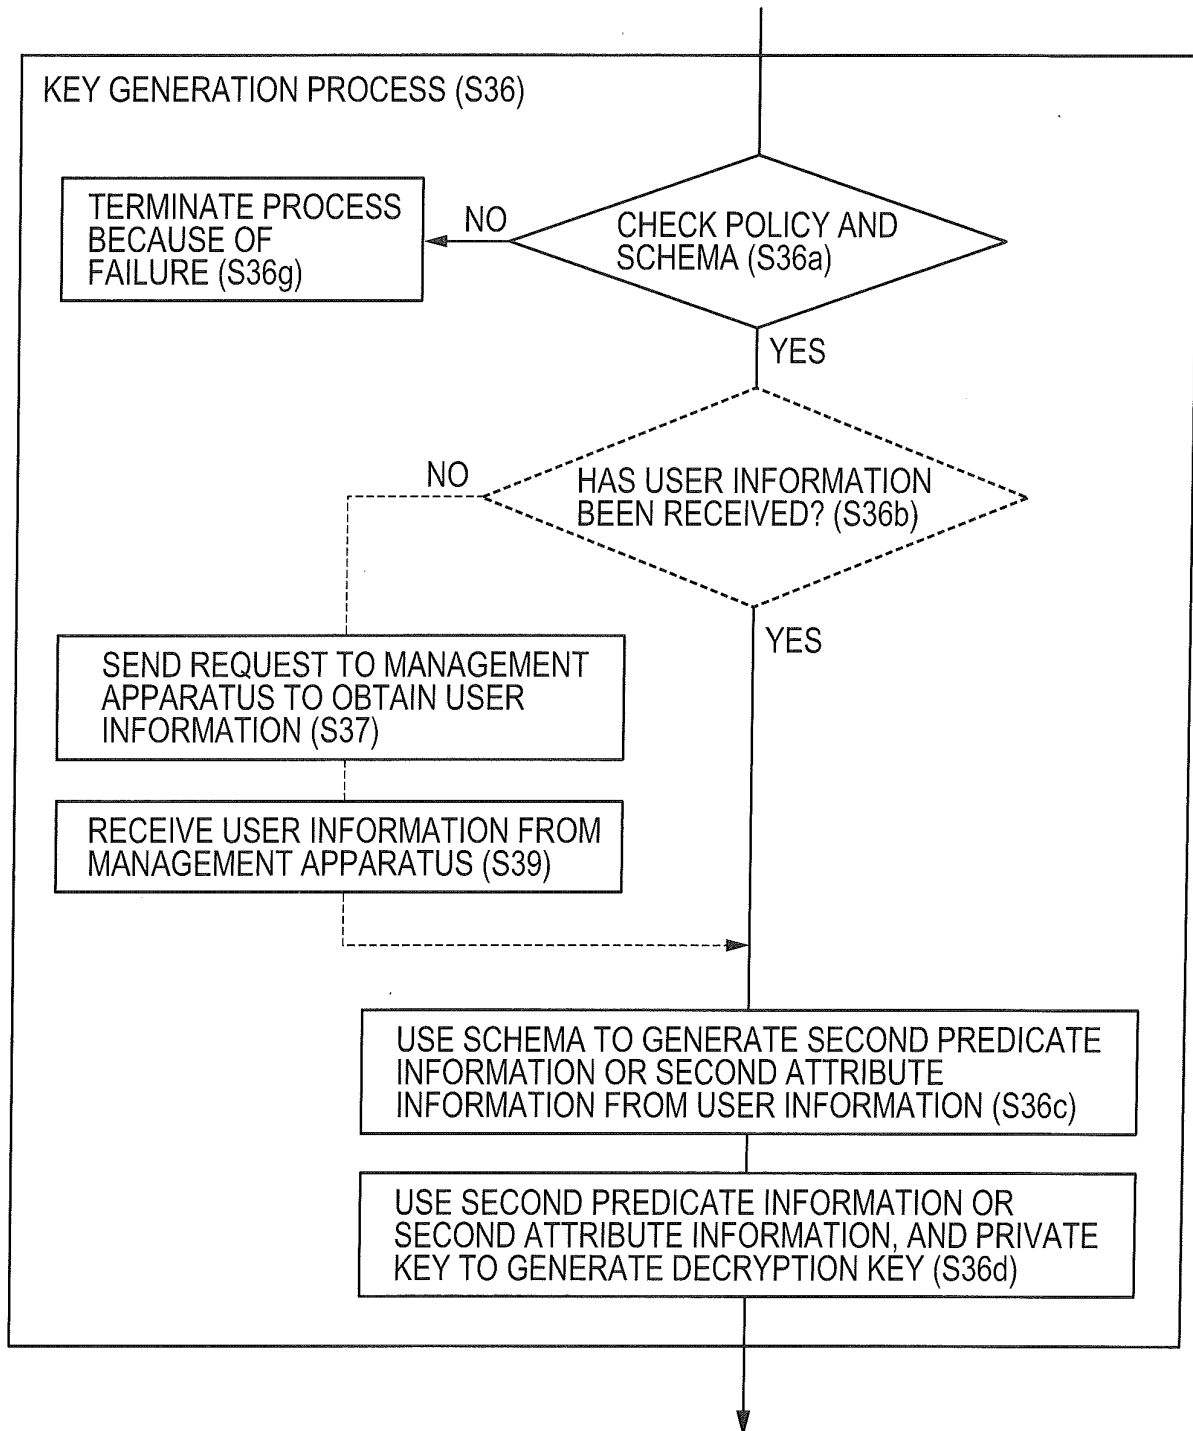 KEY GENERATION PROCESS (S36)
TERMINATE PROCESS
BECAUSE OF
FAILURE (S36g)
NO
CHECK POLICY AND
SCHEMA (S36a)
YES
NO
HAS USER INFORMATION
BEEN RECEIVED? (S36b)
YES
SEND REQUEST TO MANAGEMENT
APPARATUS TO OBTAIN USER
INFORMATION (S37)
RECEIVE USER INFORMATION FROM
MANAGEMENT APPARATUS (S39)
USE SCHEMA TO GENERATE SECOND PREDICATE
INFORMATION OR SECOND ATTRIBUTE
INFORMATION FROM USER INFORMATION (S36c)
USE SECOND PREDICATE INFORMATION OR
SECOND ATTRIBUTE INFORMATION, AND PRIVATE
KEY TO GENERATE DECRYPTION KEY (S36d)